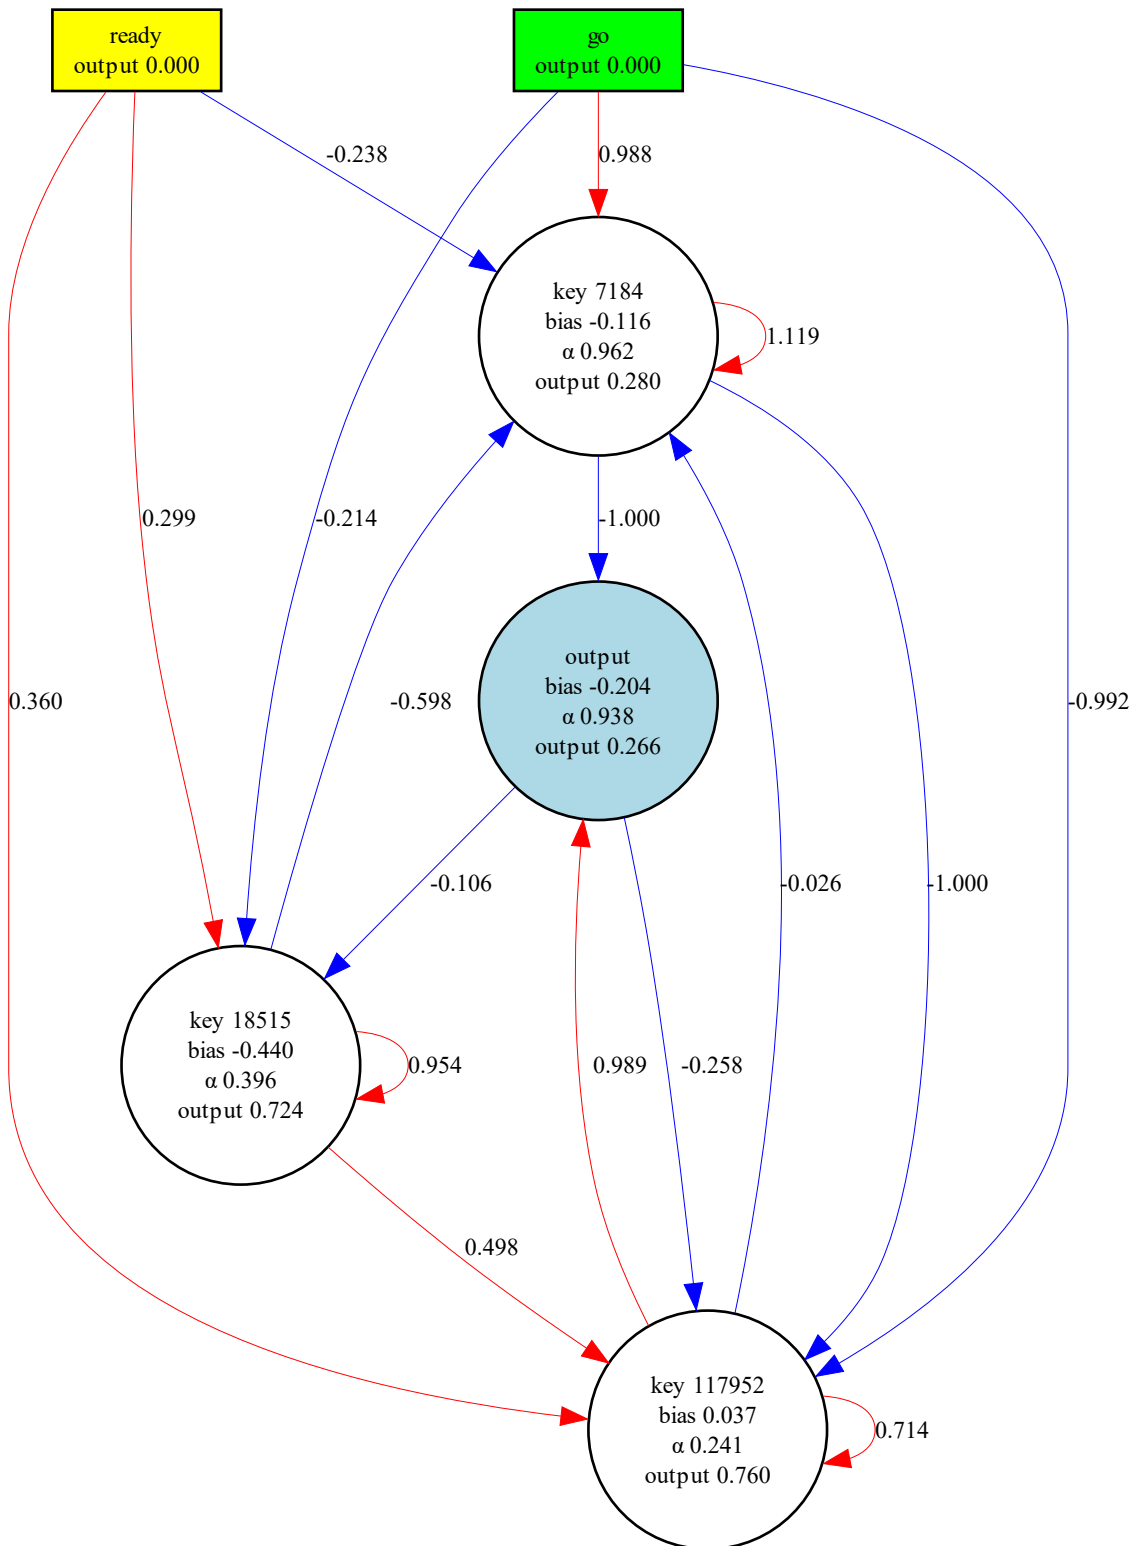 ready
output 0.000
go
output 0.000
-0.238
0.988
key 7184
bias -0.116
α 0.962
output 0.280
1.119
0.299
-0.214
-1.000
output
bias -0.204
α 0.938
output 0.266
0.360
-0.598
-0.992
-0.106
-0.026
-1.000
key 18515
bias -0.440
α 0.396
output 0.724
0.954
0.989
-0.258
0.498
key 117952
bias 0.037
α 0.241
output 0.760
0.714